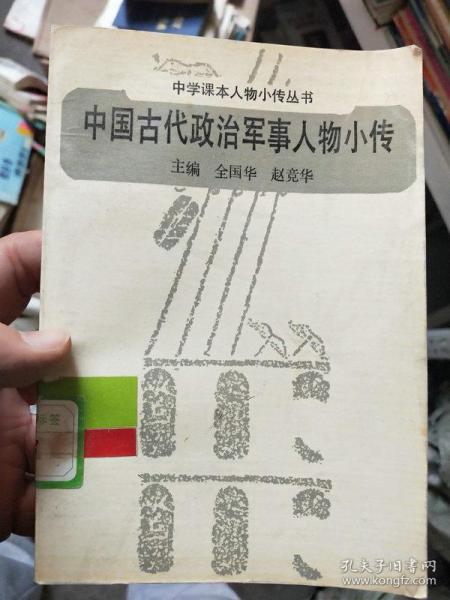 中学课本人物小传丛书
中国古代政治军事人物小传
主编 全国华 赵竞华
示签
孔夫子旧书网
www.kongfz.com